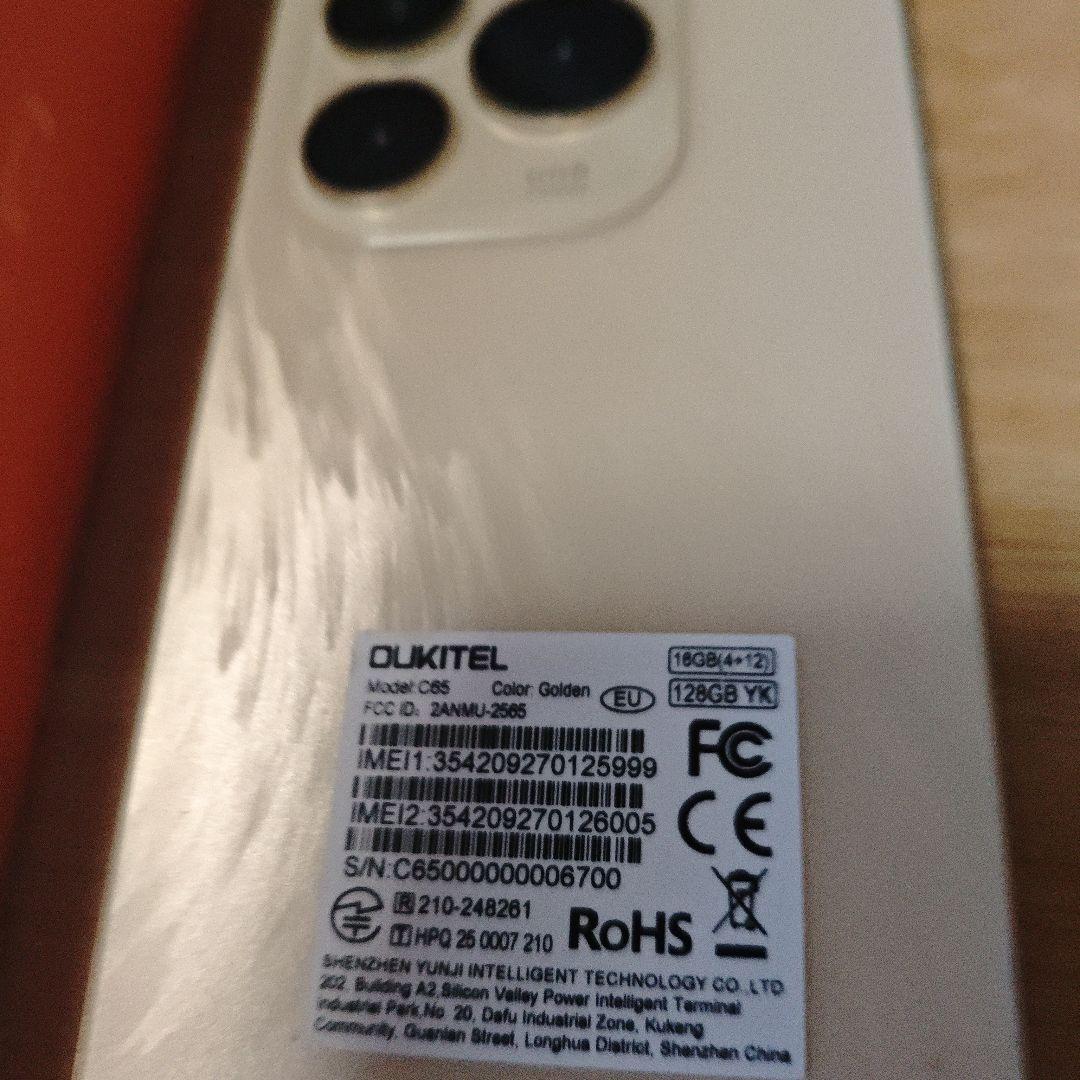 OUKITEL
16GB(4+12)
Model:C65 Color: Golden EU 128GB YK
FCC ID: 2ANMU-2565
FC
IMEI1:354209270125999
IMEI2:354209270126005
CE
S/N:C65000000006700
R 210-248261
T HPQ 25 0007 210
RoHS
SHENZHEN YUNJI INTELLIGENT TECHNOLOGY CO.,LTD
202, Building A2,Silicon Valley Power Intelligent Terminal
Industrial Park,No. 20, Dafu Industrial Zone, Kukeng
Community, Guanlan Street, Longhua District, Shenzhen China